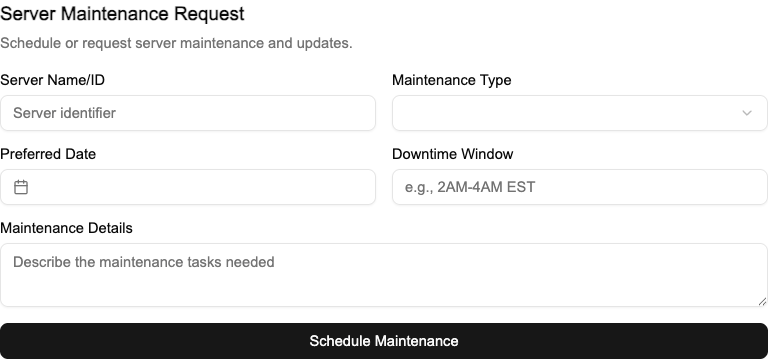 Server Maintenance Request
Schedule or request server maintenance and updates.
Server Name/ID
Server identifier
Maintenance Type
Preferred Date
Downtime Window
e.g., 2AM-4AM EST
Maintenance Details
Describe the maintenance tasks needed
Schedule Maintenance